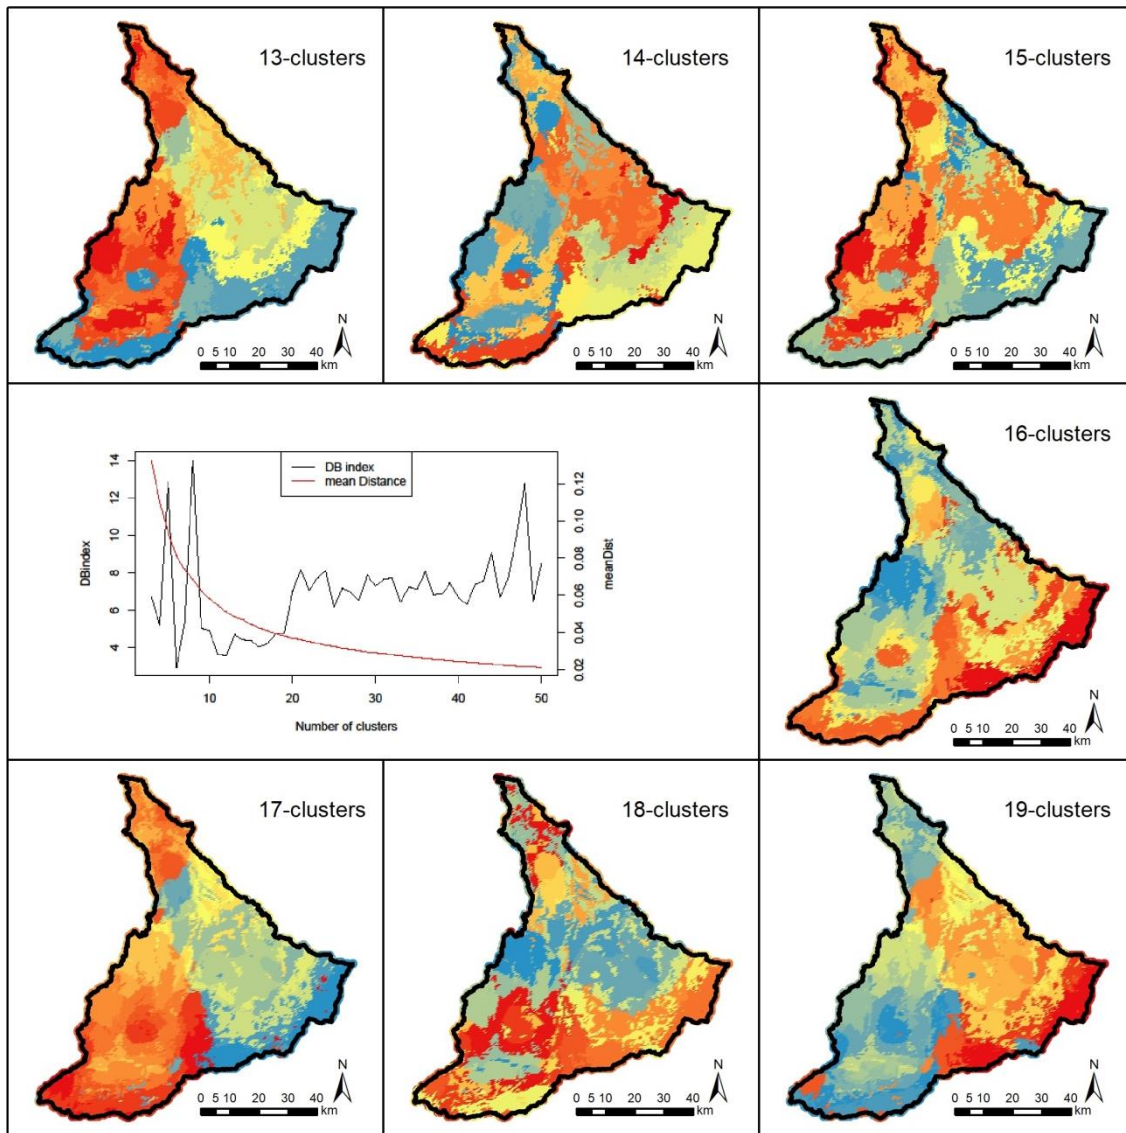 13-clusters
N
0 5 10 20 30 40
km
14-clusters
N
0 5 10 20 30 40
km
15-clusters
N
0 5 10 20 30 40
km
DB index
mean Distance
14
12
10
8
6
4
DBindex
0.12
0.10
0.08
0.06
0.04
0.02
meanDist
10 20 30 40 50
Number of clusters
16-clusters
N
0 5 10 20 30 40
km
17-clusters
N
0 5 10 20 30 40
km
18-clusters
N
0 5 10 20 30 40
km
19-clusters
N
0 5 10 20 30 40
km